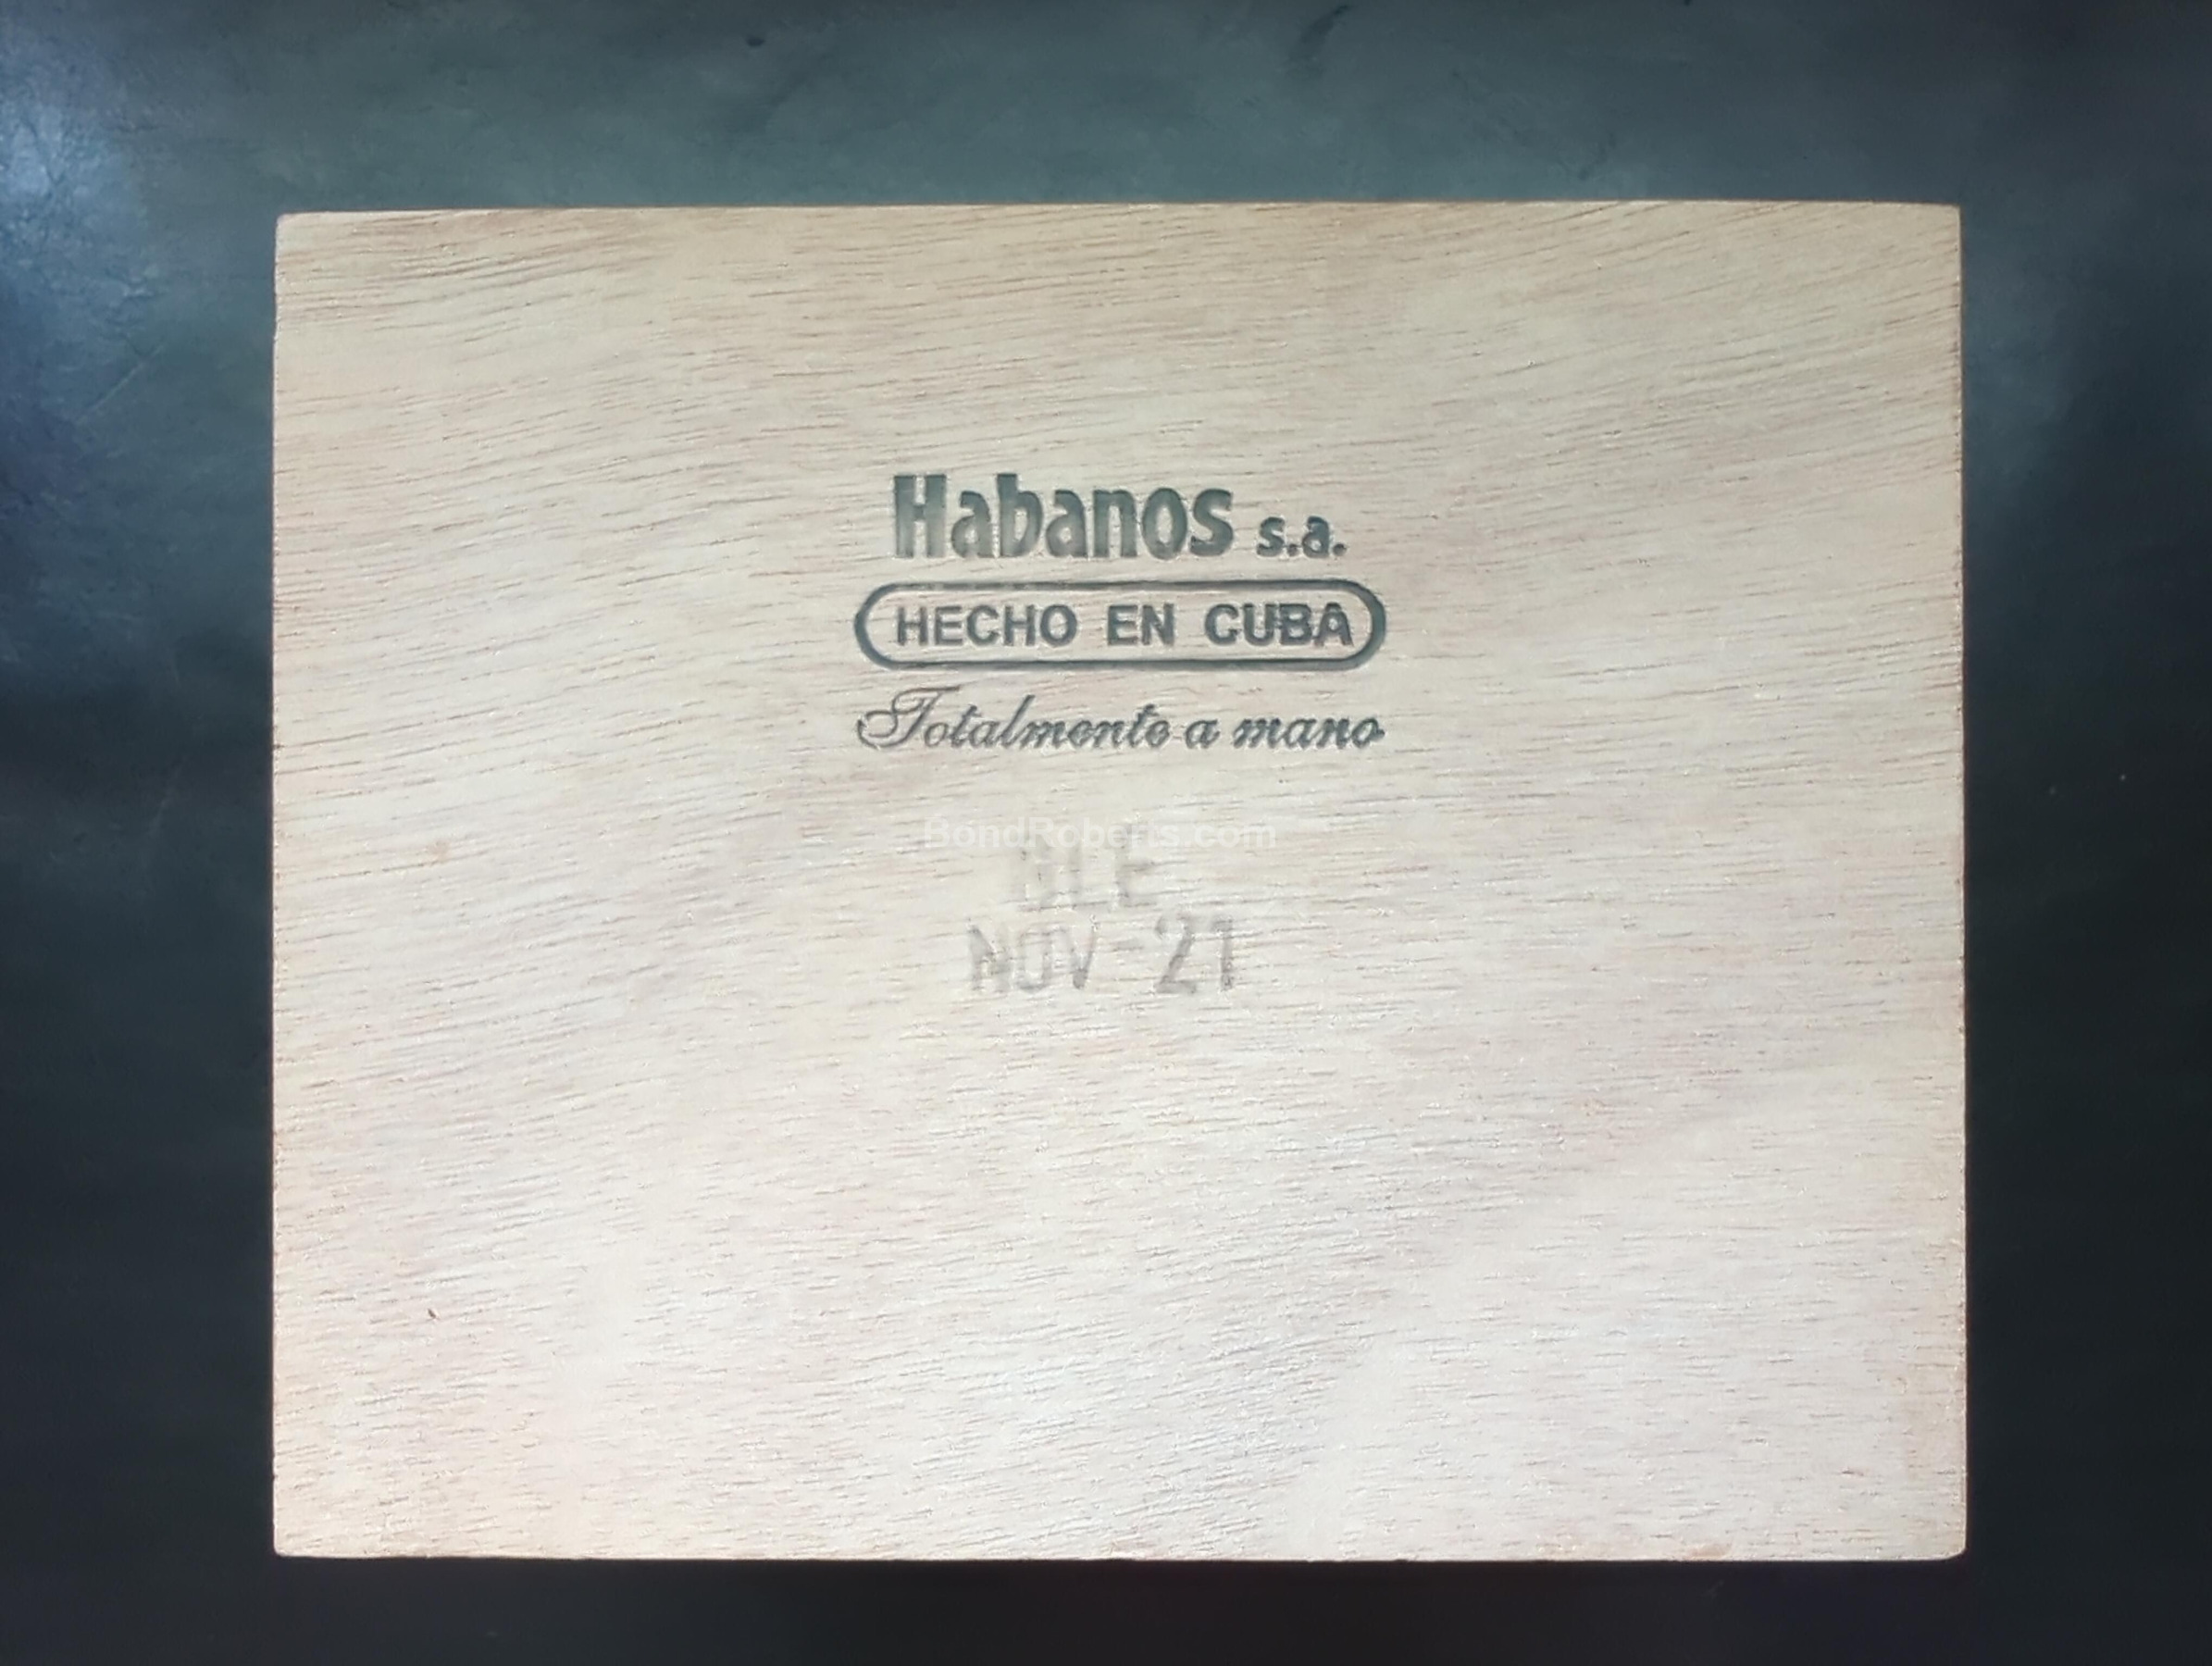 Habanos s.a.
HECHO EN CUBA
Totalmente a mano
BondRoberts.com
BLE
NOV-'21